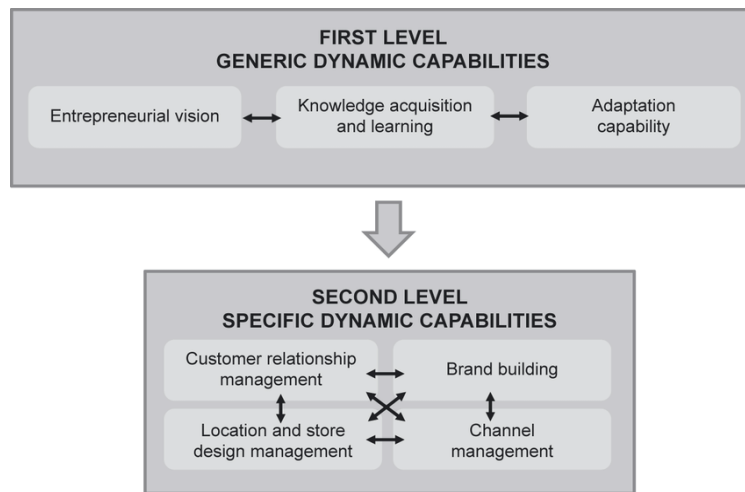 FIRST LEVEL
GENERIC DYNAMIC CAPABILITIES
Entrepreneurial vision
Knowledge acquisition
and learning
Adaptation
capability
SECOND LEVEL
SPECIFIC DYNAMIC CAPABILITIES
Customer relationship
management
Brand building
Location and store
design management
Channel
management